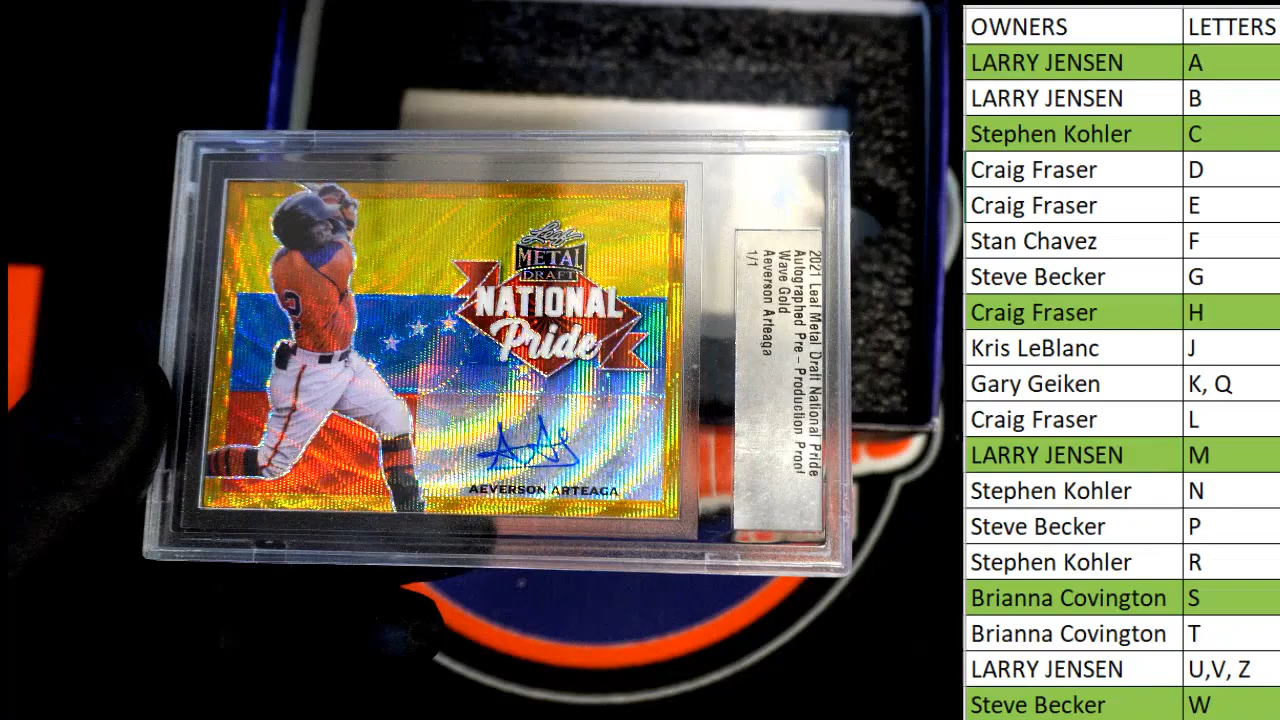 Leaf
METAL
DRAFT
NATIONAL
Pride
AEVERSON ARTEAGA
2021 Leaf Metal Draft National Pride
Autographed Pre-Production Proof
Wave Gold
Aeverson Arteaga
1/1
OWNERS LETTERS
LARRY JENSEN A
LARRY JENSEN B
Stephen Kohler C
Craig Fraser D
Craig Fraser E
Stan Chavez F
Steve Becker G
Craig Fraser H
Kris LeBlanc J
Gary Geiken K, Q
Craig Fraser L
LARRY JENSEN M
Stephen Kohler N
Steve Becker P
Stephen Kohler R
Brianna Covington S
Brianna Covington T
LARRY JENSEN U,V, Z
Steve Becker W